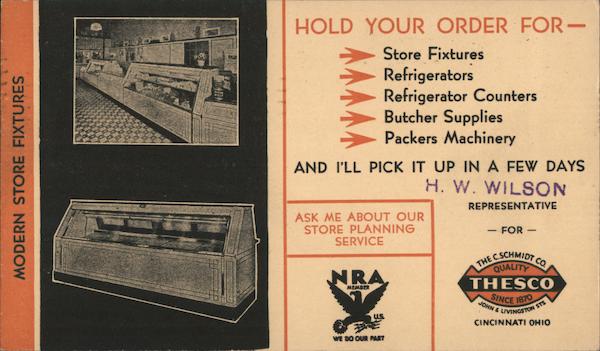 MODERN STORE FIXTURES
HOLD YOUR ORDER FOR—
Store Fixtures
Refrigerators
Refrigerator Counters
Butcher Supplies
Packers Machinery
AND I'LL PICK IT UP IN A FEW DAYS
H. W. WILSON
REPRESENTATIVE
— FOR —
ASK ME ABOUT OUR
STORE PLANNING
SERVICE
NRA
MEMBER
U.S.
WE DO OUR PART
THE C. SCHMIDT CO.
QUALITY
THESCO
SINCE 1870
JOHN & LIVINGSTON STS
CINCINNATI OHIO